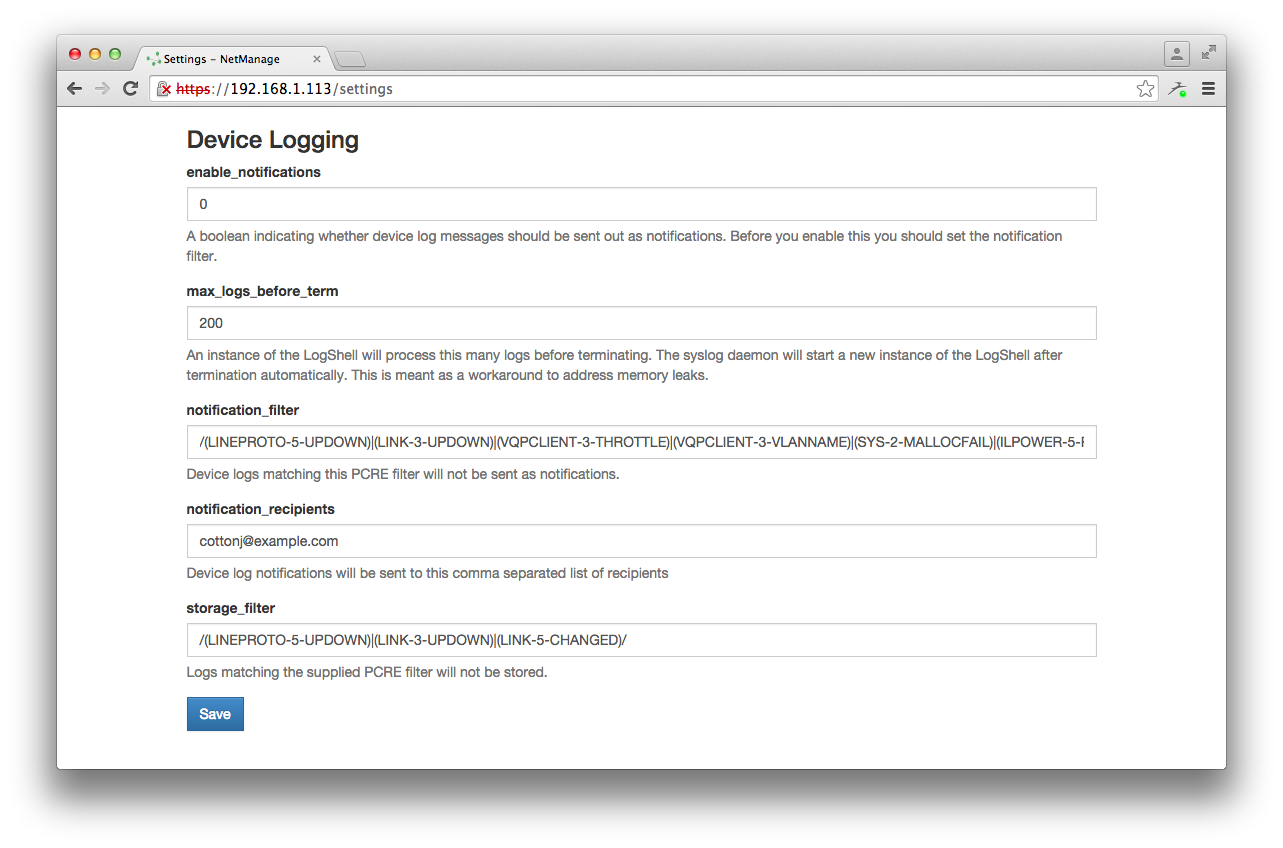 Settings – NetManage
https://192.168.1.113/settings
Device Logging
enable_notifications
0
A boolean indicating whether device log messages should be sent out as notifications. Before you enable this you should set the notification
filter.
max_logs_before_term
200
An instance of the LogShell will process this many logs before terminating. The syslog daemon will start a new instance of the LogShell after
termination automatically. This is meant as a workaround to address memory leaks.
notification_filter
/(LINEPROTO-5-UPDOWN)|(LINK-3-UPDOWN)|(VQPCLIENT-3-THROTTLE)|(VQPCLIENT-3-VLANNAME)|(SYS-2-MALLOCFAIL)|(ILPOWER-5-
Device logs matching this PCRE filter will not be sent as notifications.
notification_recipients
cottonj@example.com
Device log notifications will be sent to this comma separated list of recipients
storage_filter
/(LINEPROTO-5-UPDOWN)|(LINK-3-UPDOWN)|(LINK-5-CHANGED)/
Logs matching the supplied PCRE filter will not be stored.
Save